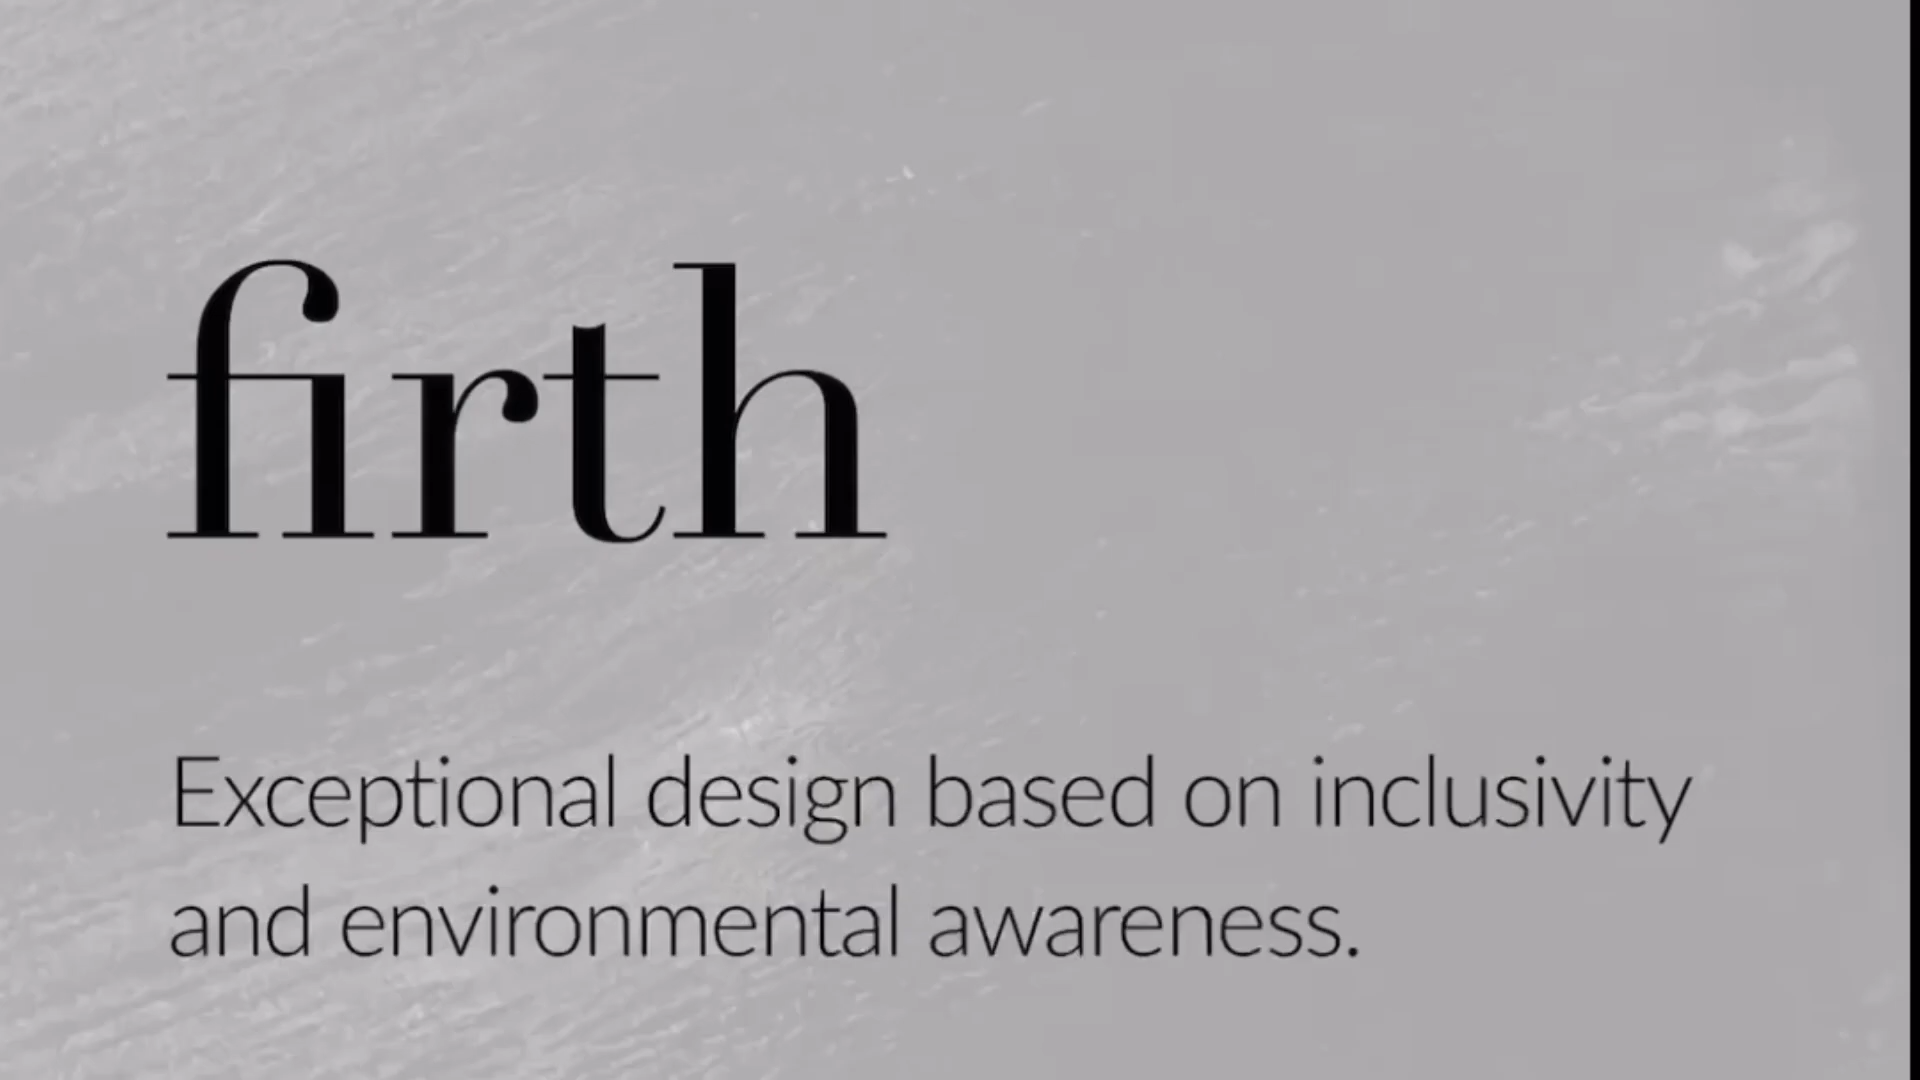 firth
Exceptional design based on inclusivity
and environmental awareness.